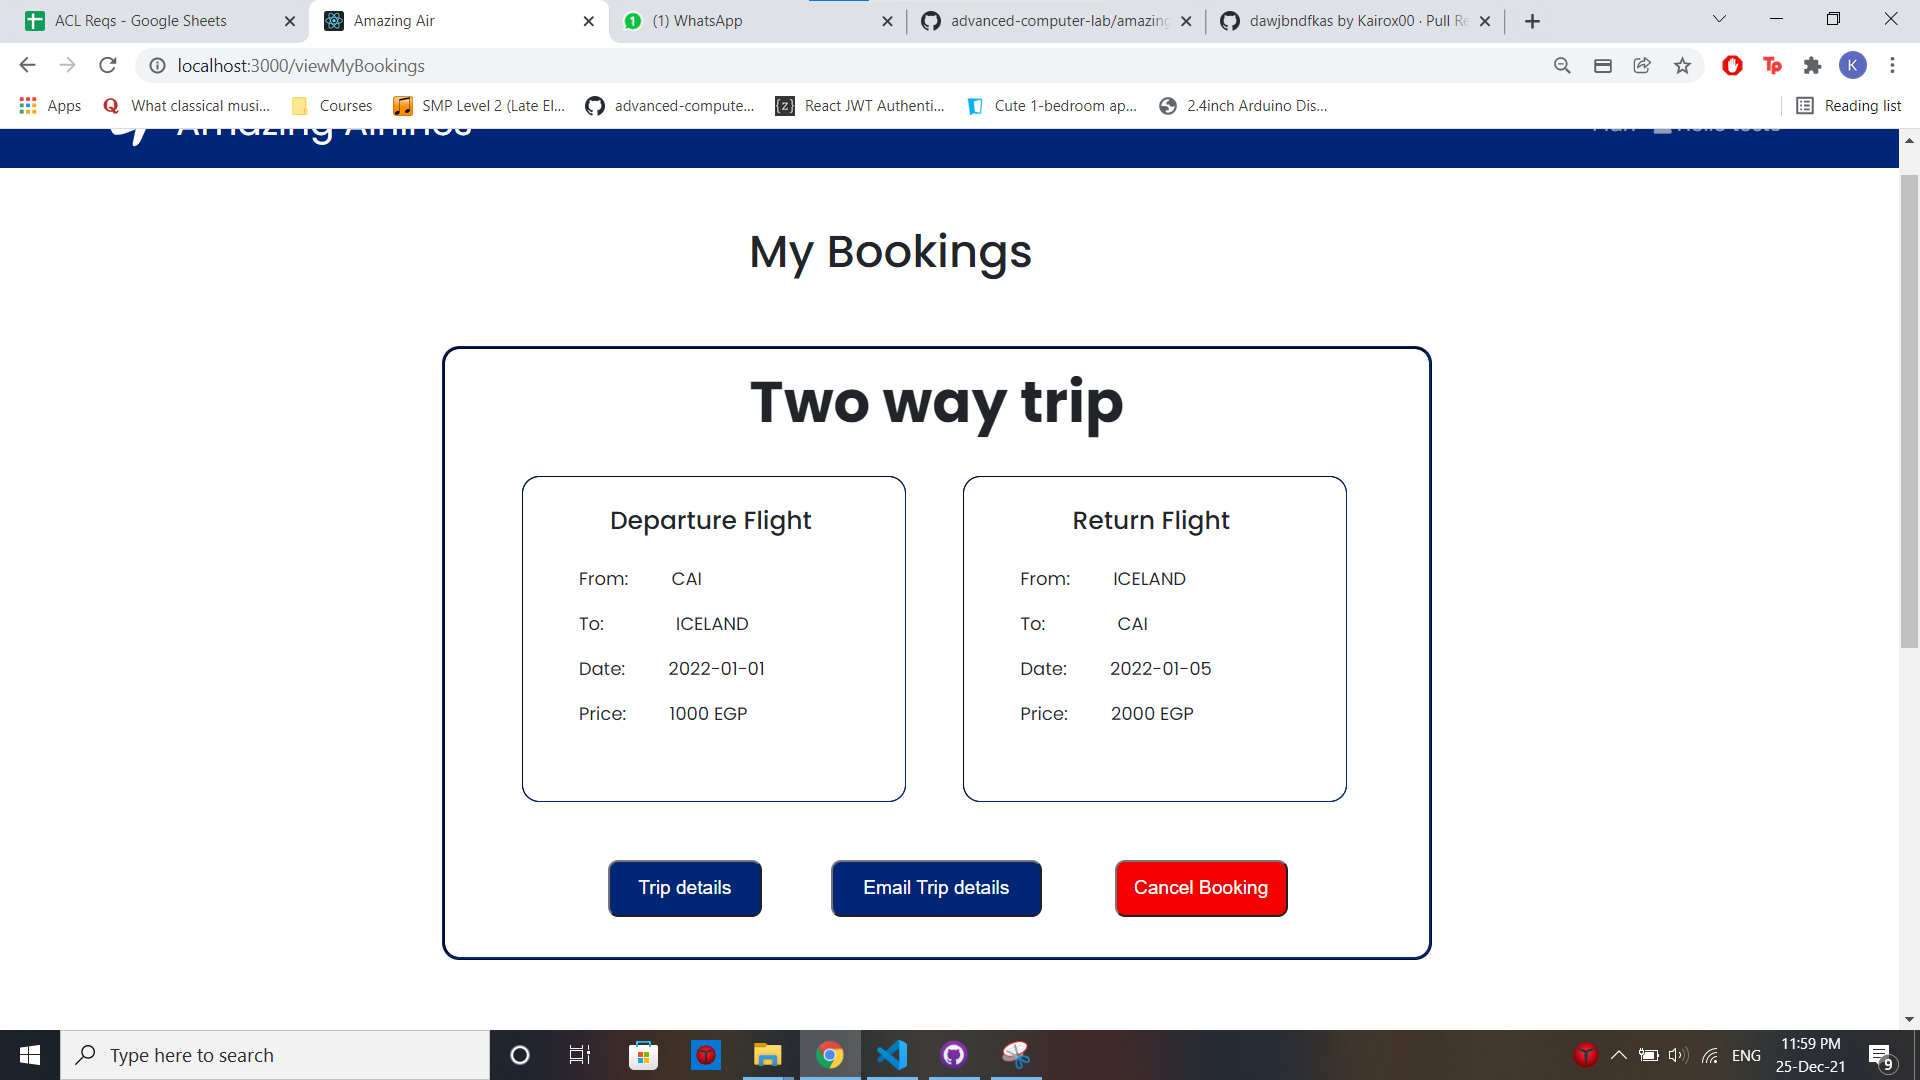 ACL Reqs - Google Sheets
Amazing Air
(1) WhatsApp
advanced-computer-lab/amazing
dawjbndfkas by Kairox00 · Pull Re
localhost:3000/viewMyBookings
K
Apps
What classical musi...
Courses
SMP Level 2 (Late El...
advanced-compute...
React JWT Authenti...
Cute 1-bedroom ap...
2.4inch Arduino Dis...
Reading list
Amazing Airlines
My Bookings
Two way trip
Departure Flight
From: CAI
To: ICELAND
Date: 2022-01-01
Price: 1000 EGP
Return Flight
From: ICELAND
To: CAI
Date: 2022-01-05
Price: 2000 EGP
Trip details
Email Trip details
Cancel Booking
Type here to search
ENG
11:59 PM
25-Dec-21
9